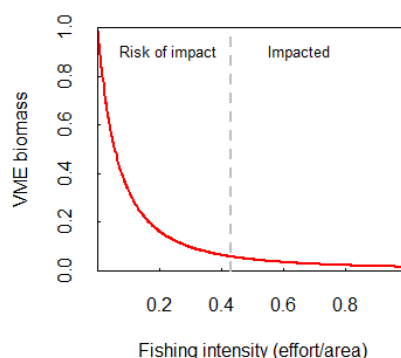 Risk of impact
Impacted
VME biomass
1.0
0.8
0.6
0.4
0.2
0.0
0.2 0.4 0.6 0.8
Fishing intensity (effort/area)